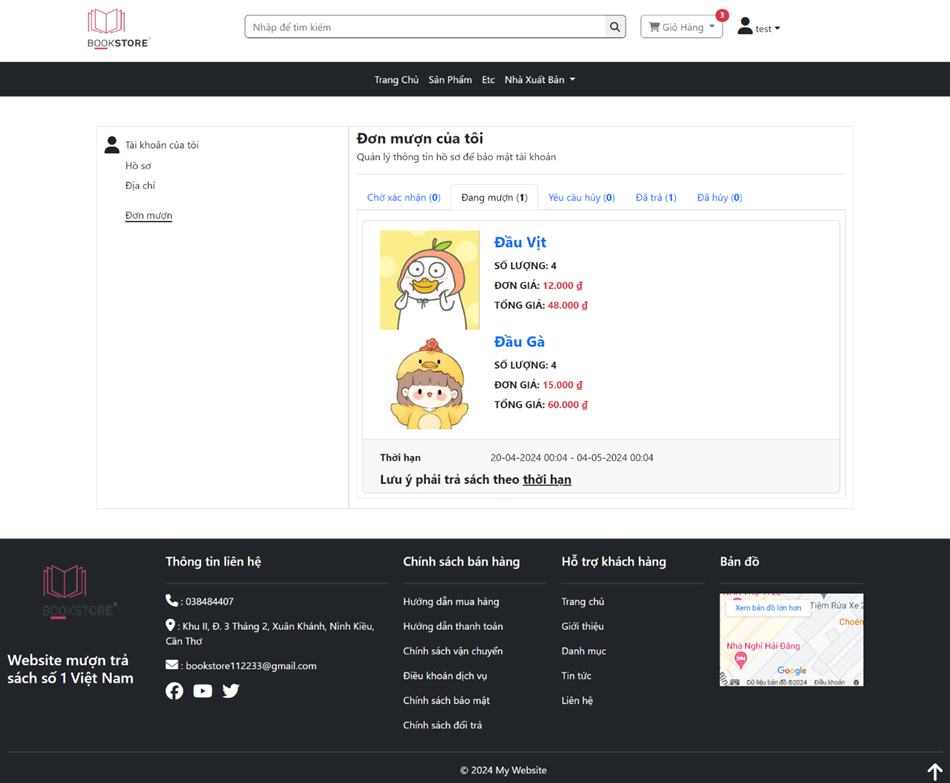 BOOKSTORE
Nhập để tìm kiếm
Giỏ Hàng
3
test
Trang Chủ Sản Phẩm Etc Nhà Xuất Bản
Tài khoản của tôi
Hồ sơ
Địa chỉ
Đơn mượn
Đơn mượn của tôi
Quản lý thông tin hồ sơ để bảo mật tài khoản
Chờ xác nhận (0) Đang mượn (1) Yêu cầu hủy (0) Đã trả (1) Đã hủy (0)
Đầu Vịt
SỐ LƯỢNG: 4
ĐƠN GIÁ: 12.000 ₫
TỔNG GIÁ: 48.000 ₫
Đầu Gà
SỐ LƯỢNG: 4
ĐƠN GIÁ: 15.000 ₫
TỔNG GIÁ: 60.000 ₫
Thời hạn 20-04-2024 00:04 - 04-05-2024 00:04
Lưu ý phải trả sách theo thời hạn
BOOKSTORE
Website mượn trả
sách số 1 Việt Nam
Thông tin liên hệ
: 038484407
: Khu II, Đ. 3 Tháng 2, Xuân Khánh, Ninh Kiều,
Cần Thơ
: bookstore112233@gmail.com
Chính sách bán hàng
Hướng dẫn mua hàng
Hướng dẫn thanh toán
Chính sách vận chuyển
Điều khoản dịch vụ
Chính sách bảo mật
Chính sách đổi trả
Hỗ trợ khách hàng
Trang chủ
Giới thiệu
Danh mục
Tin tức
Liên hệ
Bản đồ
Xem bản đồ lớn hơn
Tiệm Rửa Xe
Nhà Nghỉ Hải Đăng
Google
Dữ liệu bản đồ ©2024 Điều khoản
© 2024 My Website